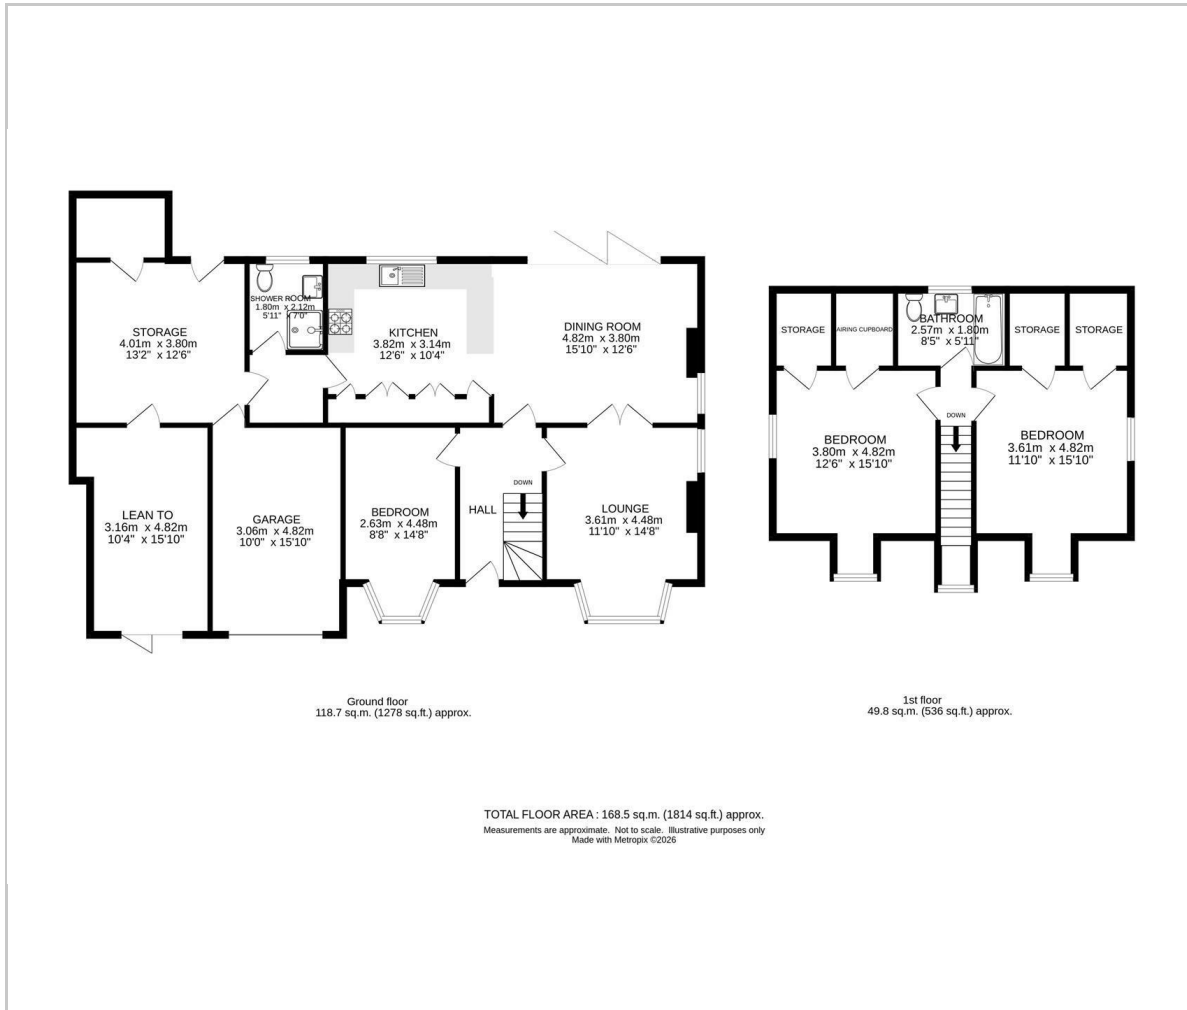 STORAGE
4.01m x 3.80m
13'2" x 12'6"
SHOWER ROOM
1.80m x 2.12m
5'11" x 7'0"
KITCHEN
3.82m x 3.14m
12'6" x 10'4"
DINING ROOM
4.82m x 3.80m
15'10" x 12'6"
LEAN TO
3.16m x 4.82m
10'4" x 15'10"
GARAGE
3.06m x 4.82m
10'0" x 15'10"
BEDROOM
2.63m x 4.48m
8'8" x 14'8"
HALL
DOWN
LOUNGE
3.61m x 4.48m
11'10" x 14'8"
Ground floor
118.7 sq.m. (1278 sq.ft.) approx.
STORAGE
AIRING CUPBOARD
BATHROOM
2.57m x 1.80m
8'5" x 5'11"
STORAGE
STORAGE
BEDROOM
3.80m x 4.82m
12'6" x 15'10"
DOWN
BEDROOM
3.61m x 4.82m
11'10" x 15'10"
1st floor
49.8 sq.m. (536 sq.ft.) approx.
TOTAL FLOOR AREA : 168.5 sq.m. (1814 sq.ft.) approx.
Measurements are approximate. Not to scale. Illustrative purposes only
Made with Metropix ©2026